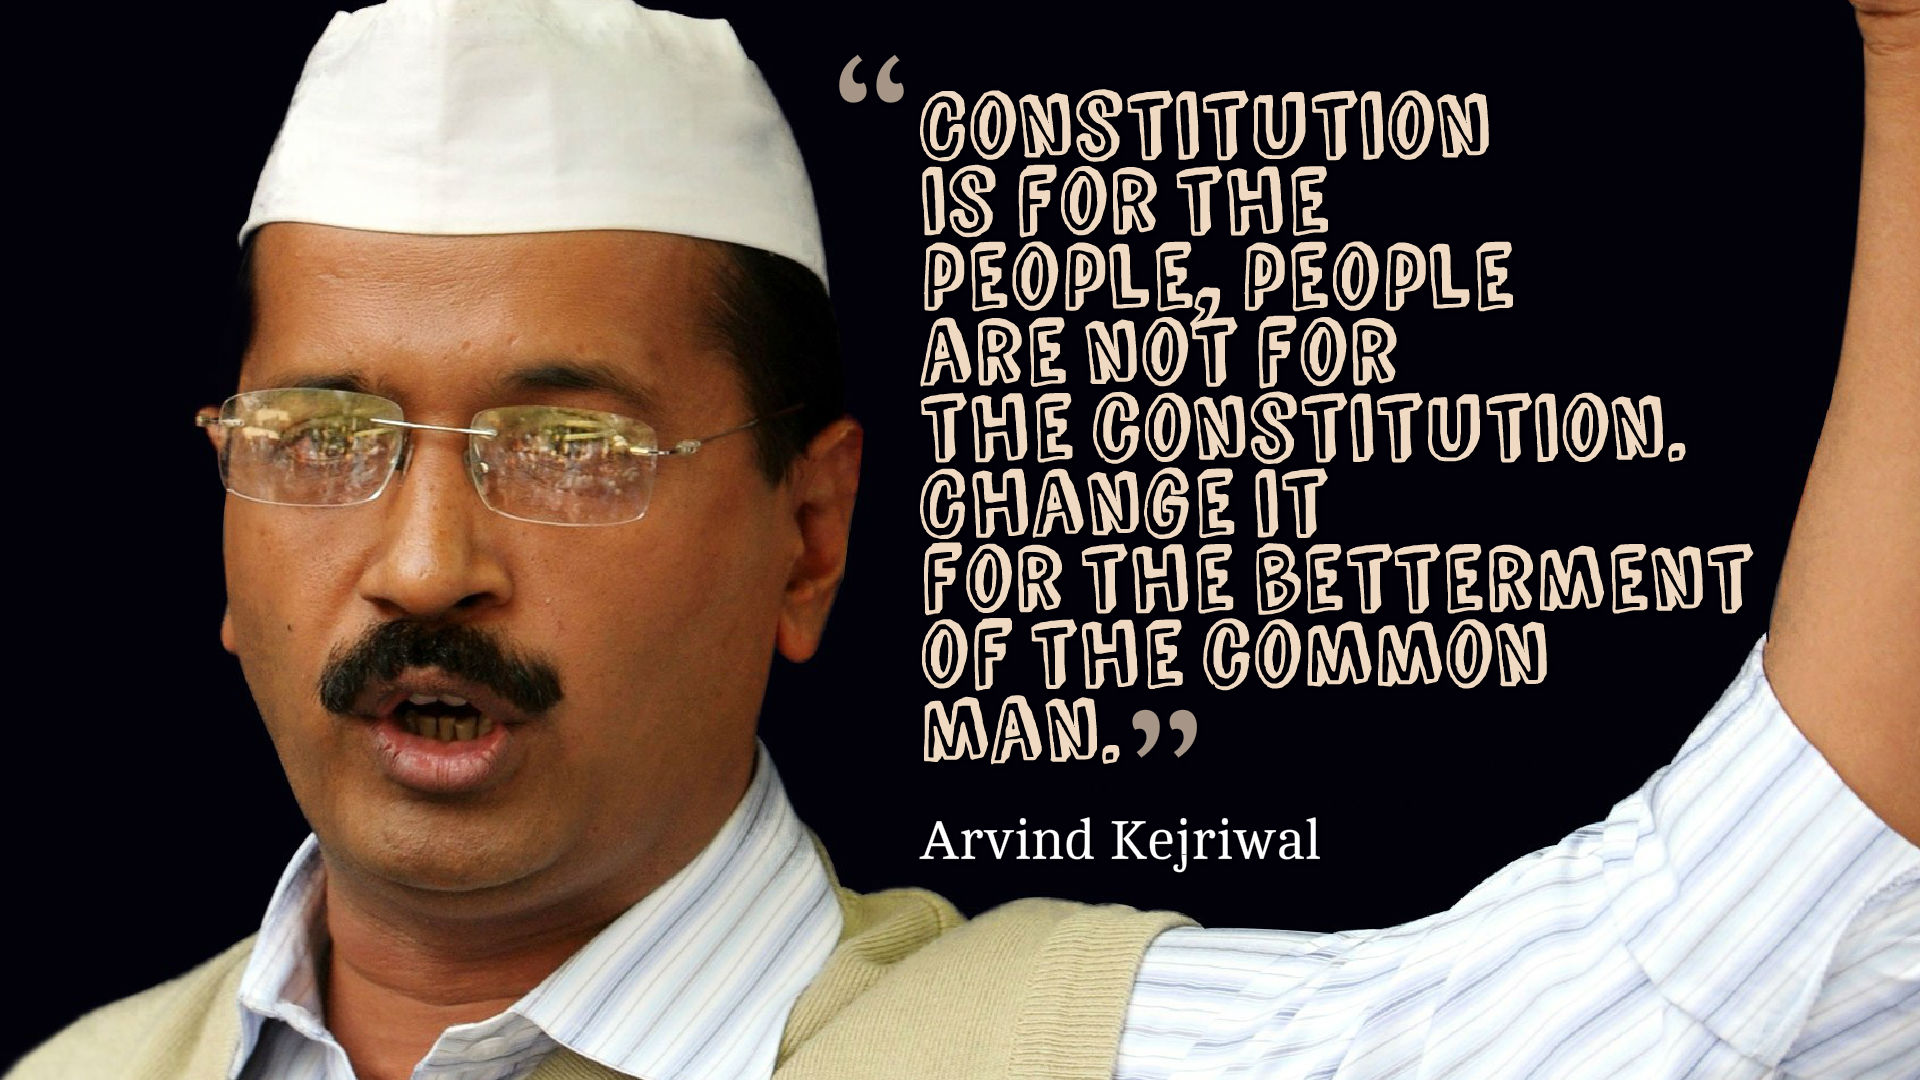 “CONSTITUTION
IS FOR THE
PEOPLE, PEOPLE
ARE NOT FOR
THE CONSTITUTION.
CHANGE IT
FOR THE BETTERMENT
OF THE COMMON
MAN.”
Arvind Kejriwal